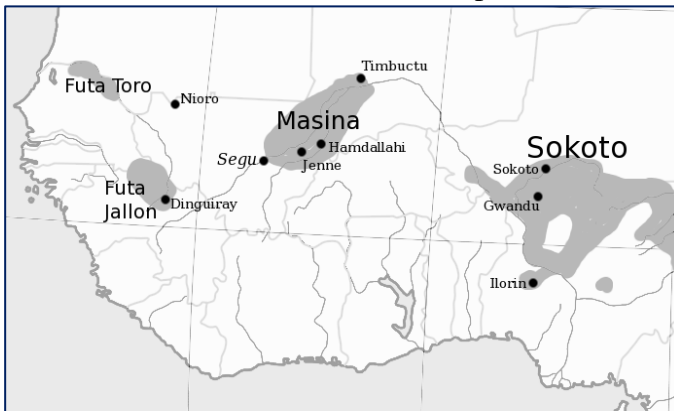 Timbuctu
Futa Toro
Nioro
Masina
Hamdallahi
Segu
Jenne
Sokoto
Sokoto
Futa
Jallon
Dinguiray
Gwandu
Ilorin